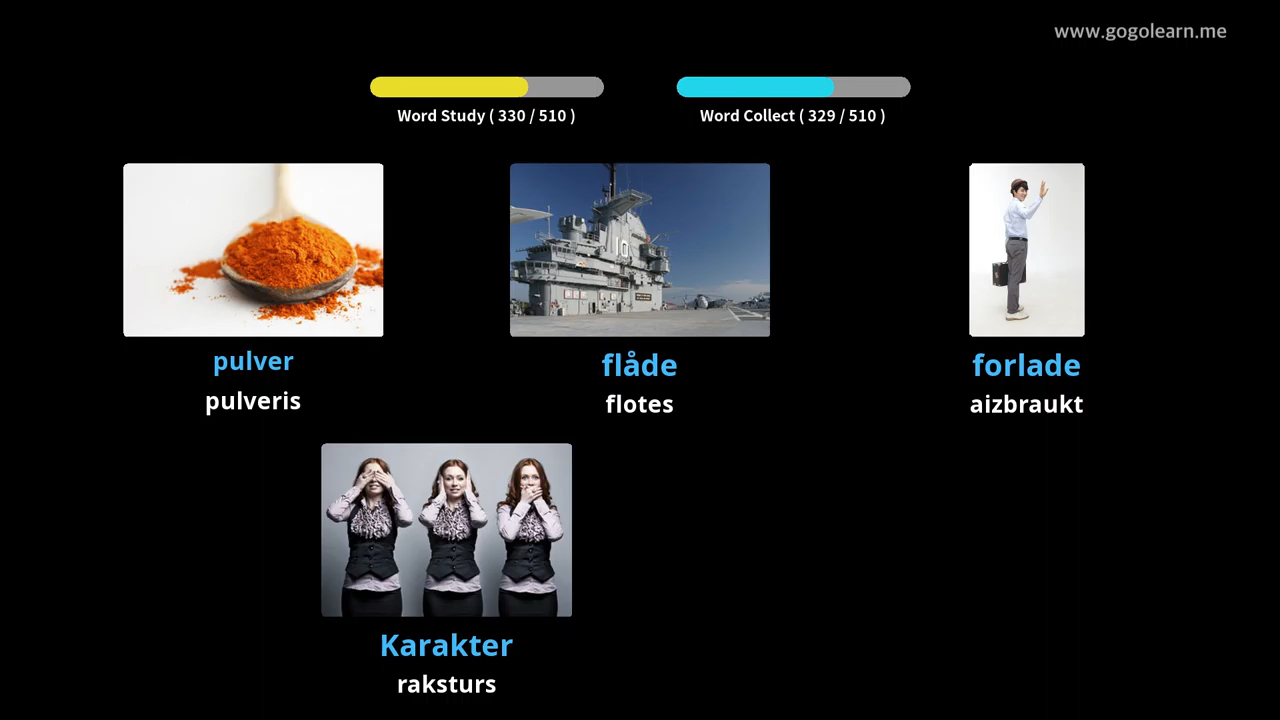 www.gogolearn.me
Word Study ( 330 / 510 )
Word Collect ( 329 / 510 )
10
pulver
pulveris
flåde
flotes
forlade
aizbraukt
Karakter
raksturs